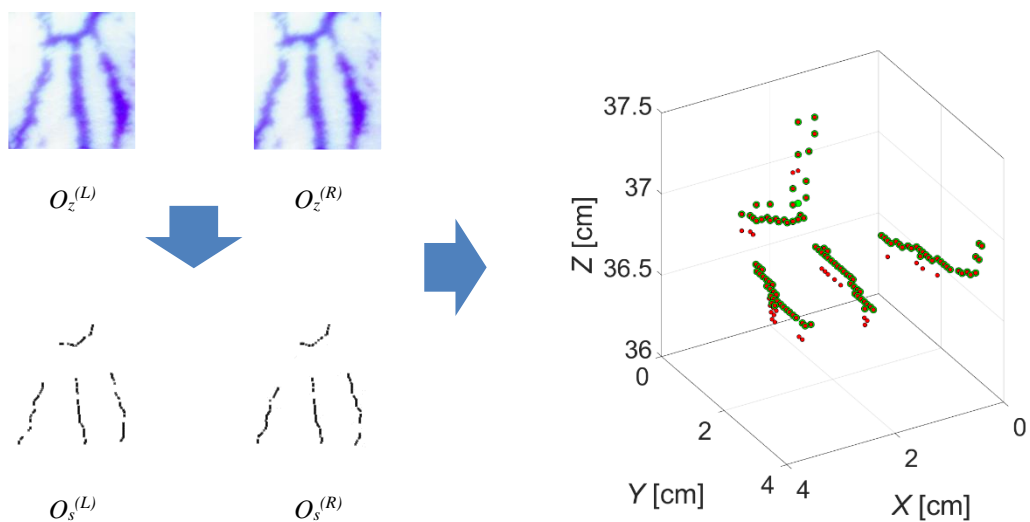 O_z^(L)
O_z^(R)
O_s^(L)
O_s^(R)
37.5
37
36.5
36
Z [cm]
0
2
4
Y [cm]
4
2
0
X [cm]